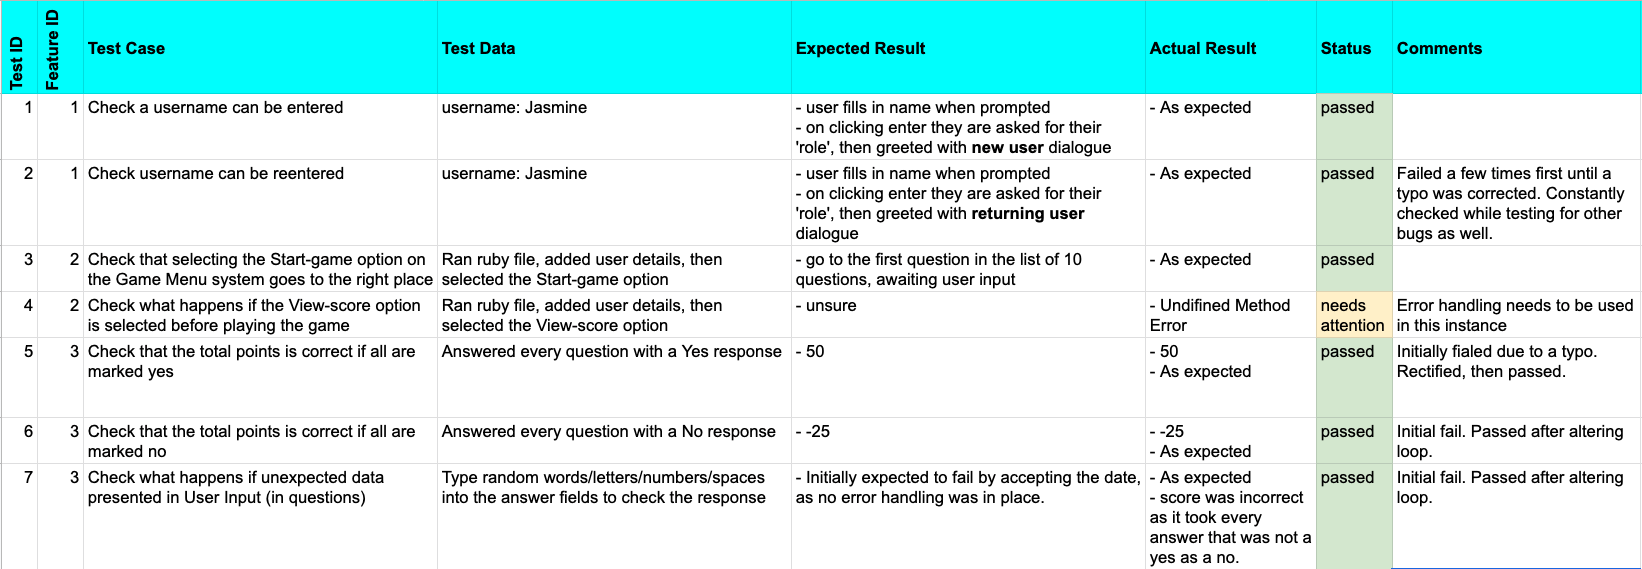 Test ID
Feature ID
Test Case
Test Data
Expected Result
Actual Result
Status
Comments
1
1
Check a username can be entered
username: Jasmine
- user fills in name when prompted
- on clicking enter they are asked for their
'role', then greeted with new user dialogue
- As expected
passed
2
1
Check username can be reentered
username: Jasmine
- user fills in name when prompted
- on clicking enter they are asked for their
'role', then greeted with returning user
dialogue
- As expected
passed
Failed a few times first until a
typo was corrected. Constantly
checked while testing for other
bugs as well.
3
2
Check that selecting the Start-game option on
the Game Menu system goes to the right place
Ran ruby file, added user details, then
selected the Start-game option
- go to the first question in the list of 10
questions, awaiting user input
- As expected
passed
4
2
Check what happens if the View-score option
is selected before playing the game
Ran ruby file, added user details, then
selected the View-score option
- unsure
- Undifined Method
Error
needs
attention
Error handling needs to be used
in this instance
5
3
Check that the total points is correct if all are
marked yes
Answered every question with a Yes response
- 50
- 50
- As expected
passed
Initially fialed due to a typo.
Rectified, then passed.
6
3
Check that the total points is correct if all are
marked no
Answered every question with a No response
- -25
- -25
- As expected
passed
Initial fail. Passed after altering
loop.
7
3
Check what happens if unexpected data
presented in User Input (in questions)
Type random words/letters/numbers/spaces
into the answer fields to check the response
- Initially expected to fail by accepting the date,
as no error handling was in place.
- As expected
- score was incorrect
as it took every
answer that was not a
yes as a no.
passed
Initial fail. Passed after altering
loop.